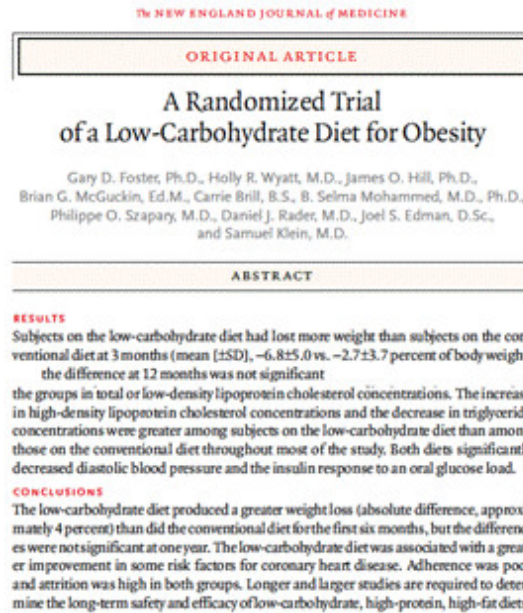 The NEW ENGLAND JOURNAL of MEDICINE
ORIGINAL ARTICLE
A Randomized Trial
of a Low-Carbohydrate Diet for Obesity
Gary D. Foster, Ph.D., Holly R. Wyatt, M.D., James O. Hill, Ph.D.,
Brian G. McGuckin, Ed.M., Carrie Brill, B.S., B. Selma Mohammed, M.D., Ph.D.,
Philippe O. Szapary, M.D., Daniel J. Rader, M.D., Joel S. Edman, D.Sc.,
and Samuel Klein, M.D.
ABSTRACT
RESULTS
Subjects on the low-carbohydrate diet had lost more weight than subjects on the con
ventional diet at 3 months (mean [±SD], −6.8±5.0 vs. −2.7±3.7 percent of body weigh
the difference at 12 months was not significant
the groups in total or low-density lipoprotein cholesterol concentrations. The increas
in high-density lipoprotein cholesterol concentrations and the decrease in triglycerid
concentrations were greater among subjects on the low-carbohydrate diet than amon
those on the conventional diet throughout most of the study. Both diets significantl
decreased diastolic blood pressure and the insulin response to an oral glucose load.
CONCLUSIONS
The low-carbohydrate diet produced a greater weight loss (absolute difference, approx
mately 4 percent) than did the conventional diet for the first six months, but the differenc
es were not significant at one year. The low-carbohydrate diet was associated with a grea
er improvement in some risk factors for coronary heart disease. Adherence was poo
and attrition was high in both groups. Longer and larger studies are required to deter
mine the long-term safety and efficacy of low-carbohydrate, high-protein, high-fat diet